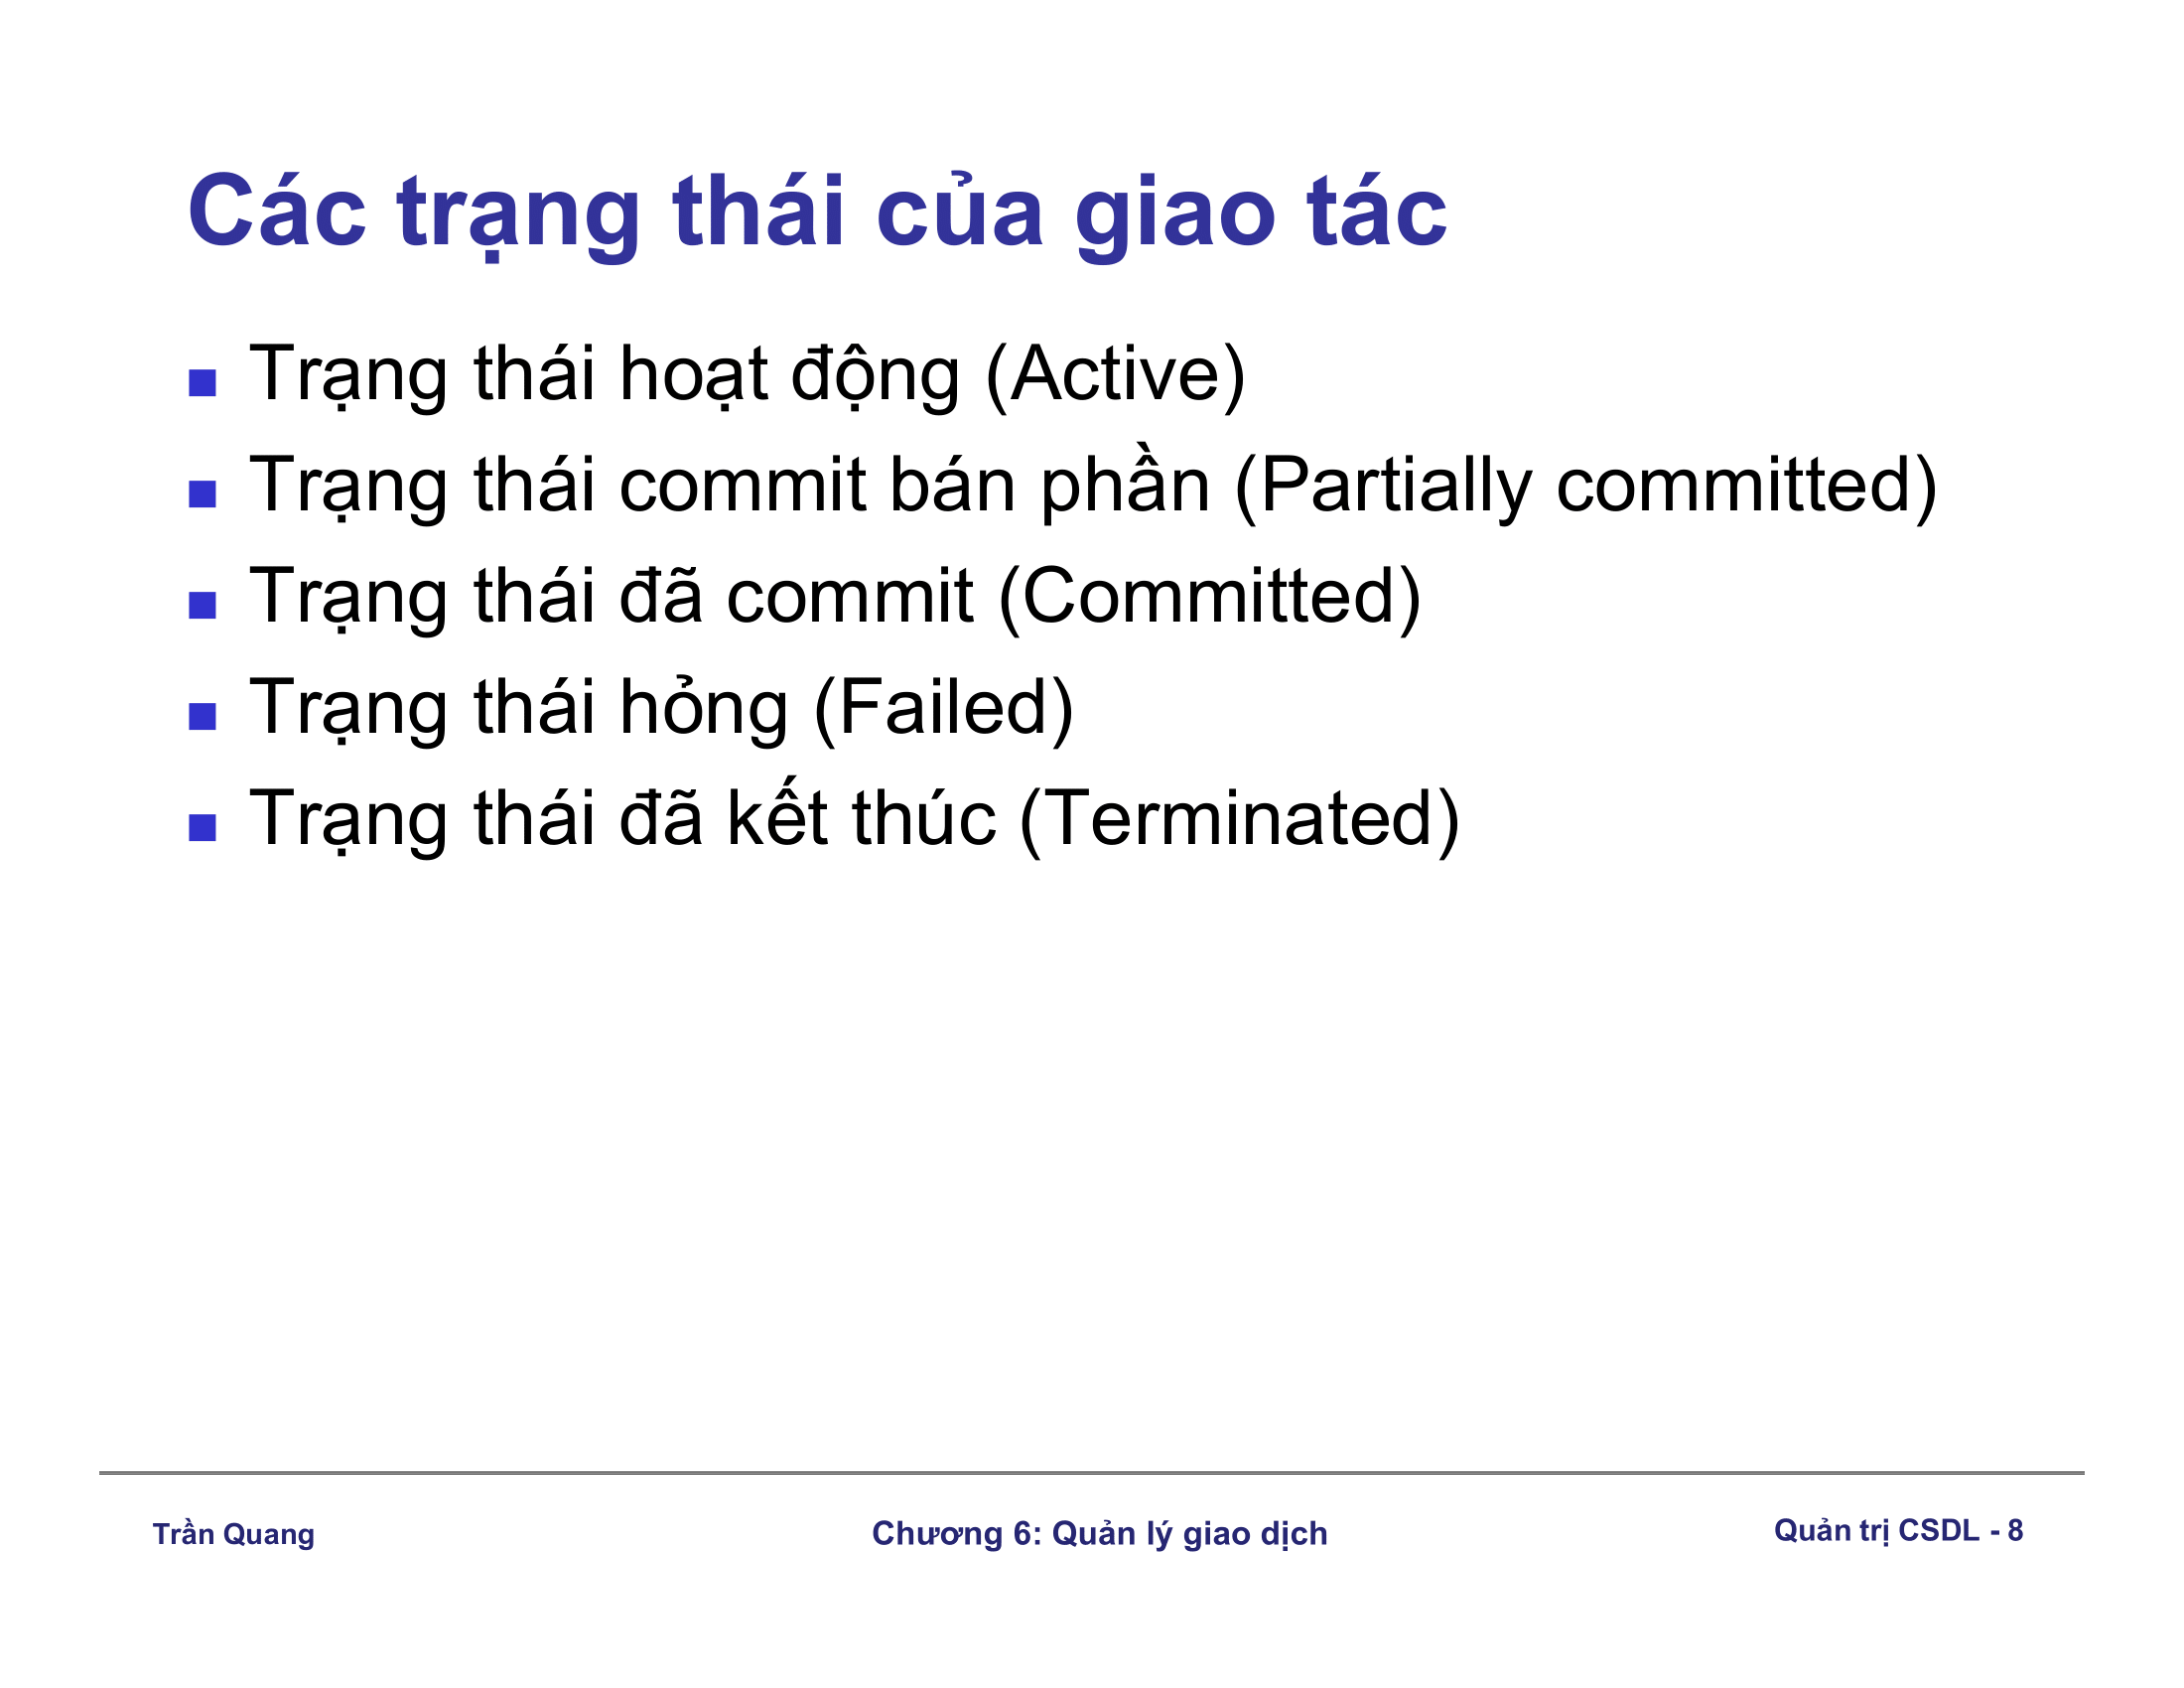 Các trạng thái của giao tác
Trạng thái hoạt động (Active)
Trạng thái commit bán phần (Partially committed)
Trạng thái đã commit (Committed)
Trạng thái hỏng (Failed)
Trạng thái đã kết thúc (Terminated)
Trần Quang
Chương 6: Quản lý giao dịch
Quản trị CSDL - 8